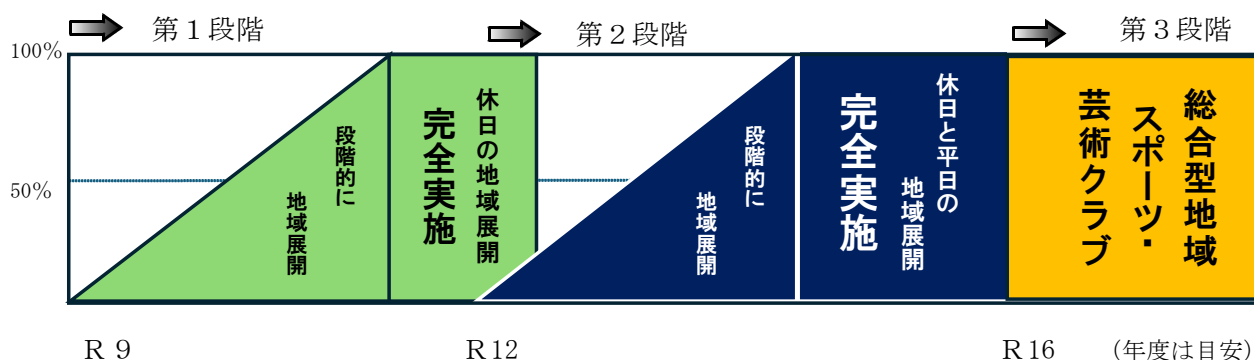 第１段階
第２段階
第３段階
100％
50％
段階的に
地域展開
休日の地域展開
完全実施
段階的に
地域展開
休日と平日の
地域展開
完全実施
総合型地域
スポーツ・
芸術クラブ
Ｒ９
Ｒ12
Ｒ16
（年度は目安）